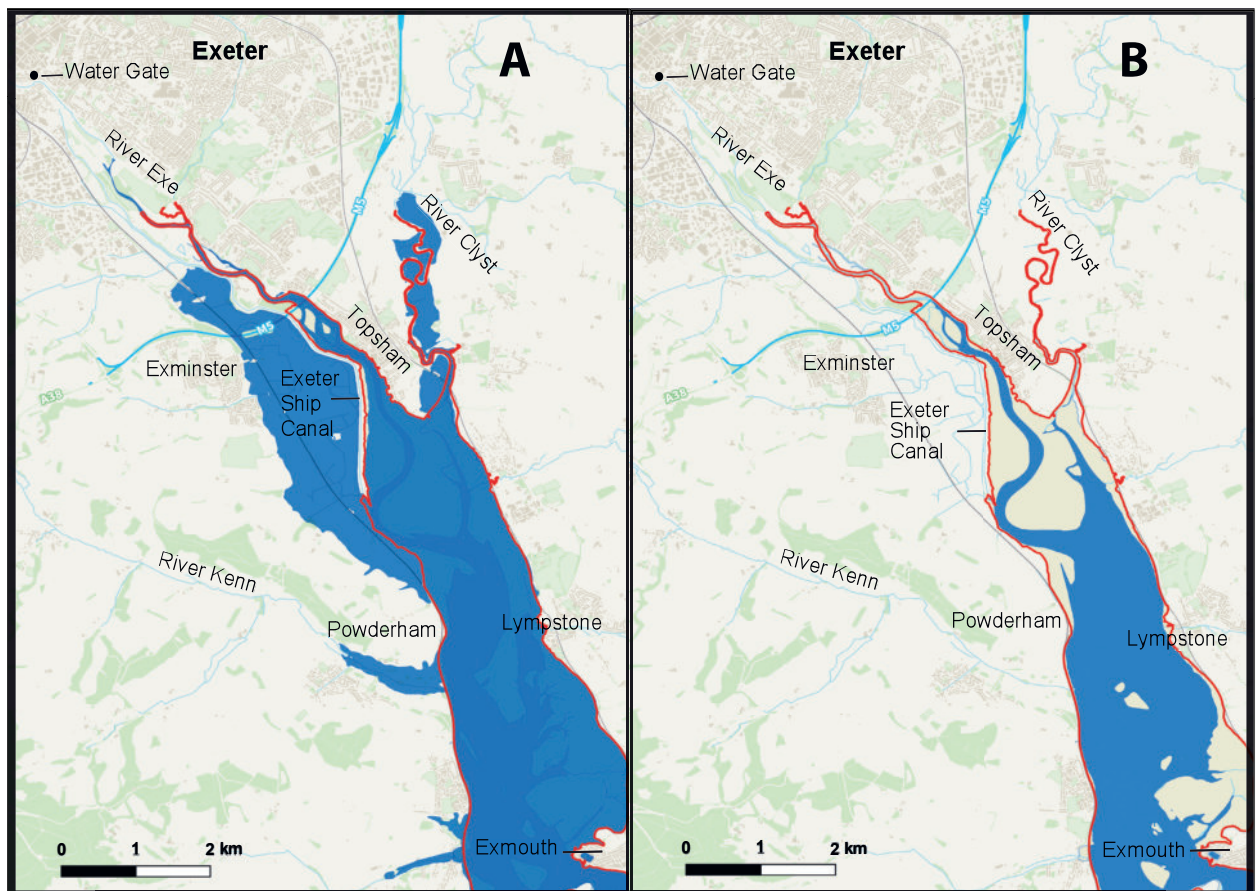 Exeter
A
Water Gate
River Exe
M5
River Clyst
Topsham
M5
Exminster
Exeter
Ship
Canal
A38
River Kenn
Powderham
Lympstone
Exmouth
0 1 2 km
Exeter
B
Water Gate
River Exe
M5
River Clyst
Topsham
M5
Exminster
A38
Exeter
Ship
Canal
River Kenn
Powderham
Lympstone
Exmouth
0 1 2 km